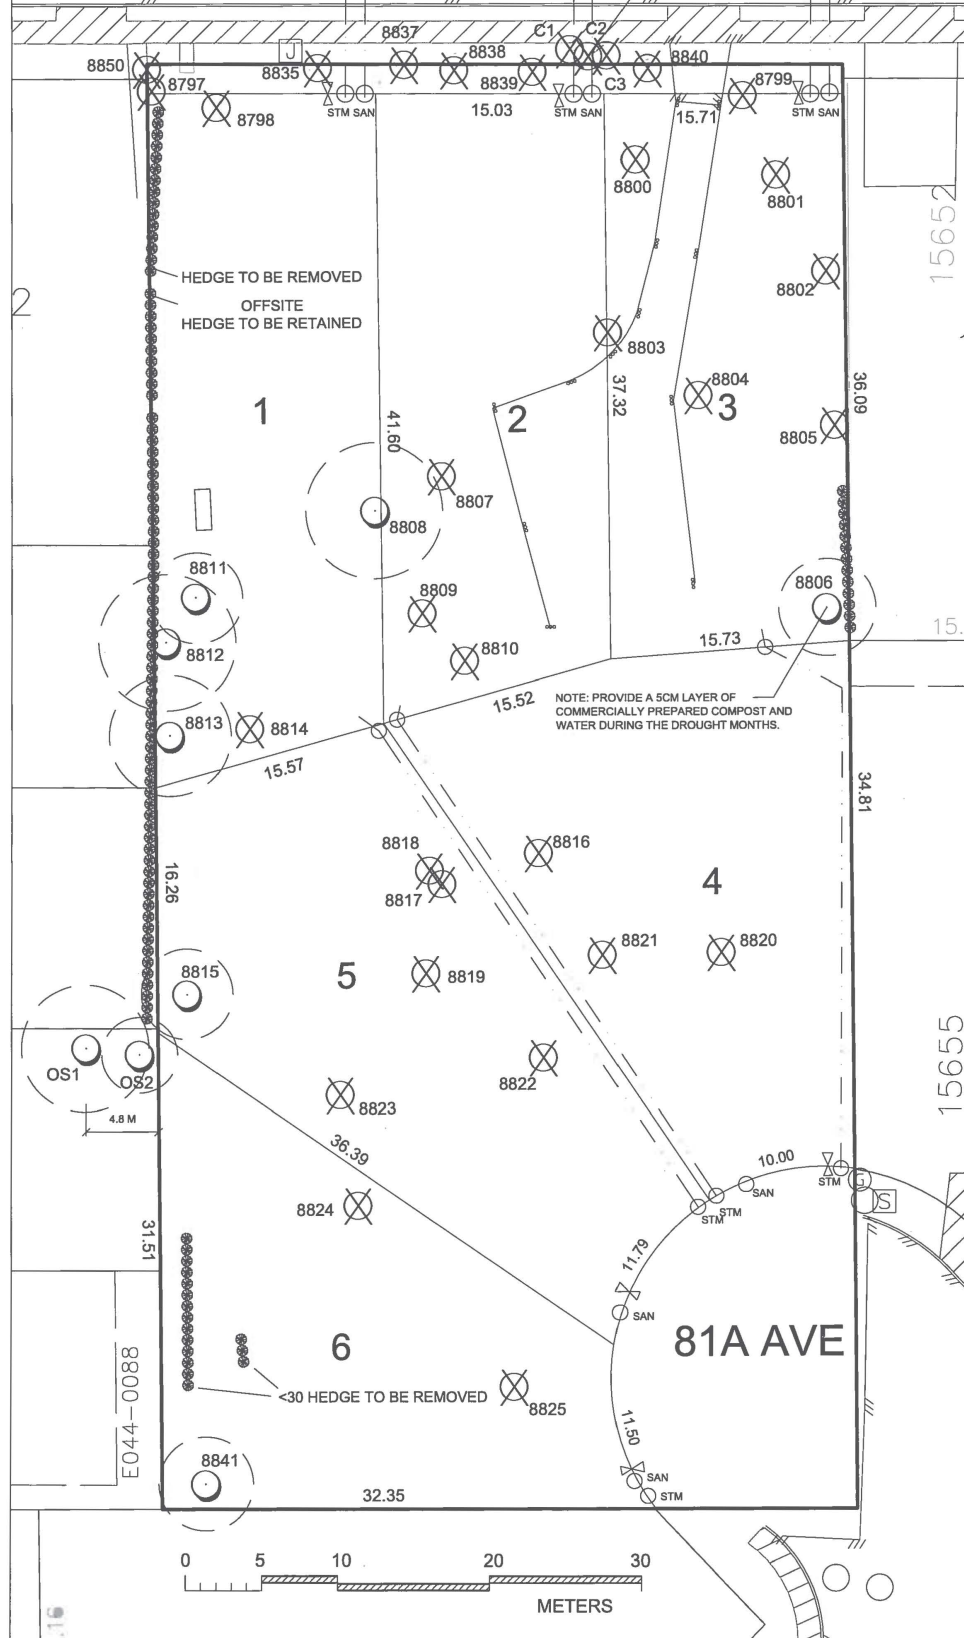 8837
C1
C2
J
8838
8840
8850
8835
8839
8799
8797
C3
8798
STM SAN
15.03
STM SAN
15.71
STM SAN
8800
8801
15652
HEDGE TO BE REMOVED
8802
OFFSITE
HEDGE TO BE RETAINED
2
8803
8804
36.09
1
2
37.32
3
41.60
8805
8807
8808
8811
8806
8809
8812
8810
15.73
15.
15.52
NOTE: PROVIDE A 5CM LAYER OF
COMMERCIALLY PREPARED COMPOST AND
WATER DURING THE DROUGHT MONTHS.
8813
8814
15.57
34.81
8818
8816
16.26
8817
4
8821
8820
8815
5
8819
15655
OS1
OS2
8822
8823
4.8 M
36.39
10.00
STM
SAN
G
S
8824
STM
STM
31.51
11.79
SAN
81A AVE
6
E044-0088
<30 HEDGE TO BE REMOVED
8825
11.50
8841
SAN
STM
32.35
0 5 10 20 30
METERS
.16